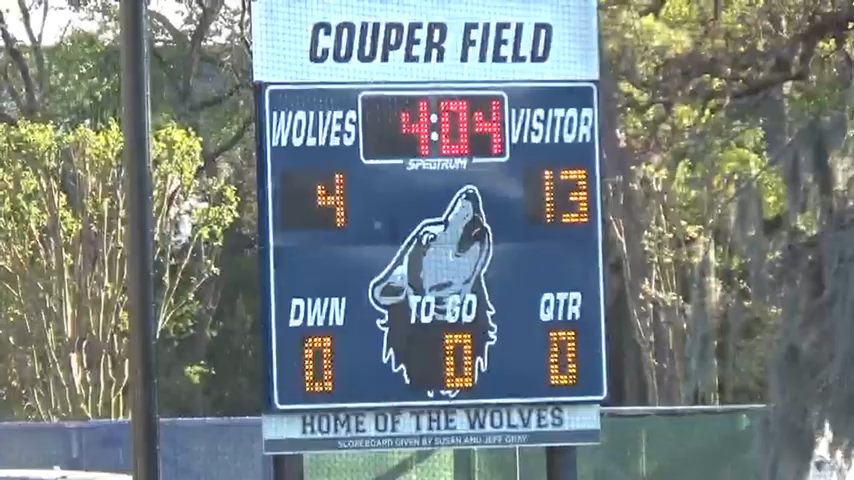 COUPER FIELD
WOLVES 4:04 VISITOR
SPECTRUM
4 13
DWN TO GO QTR
0 0 0
HOME OF THE WOLVES
SCOREBOARD GIVEN BY SUSAN AND JEFF GRAY